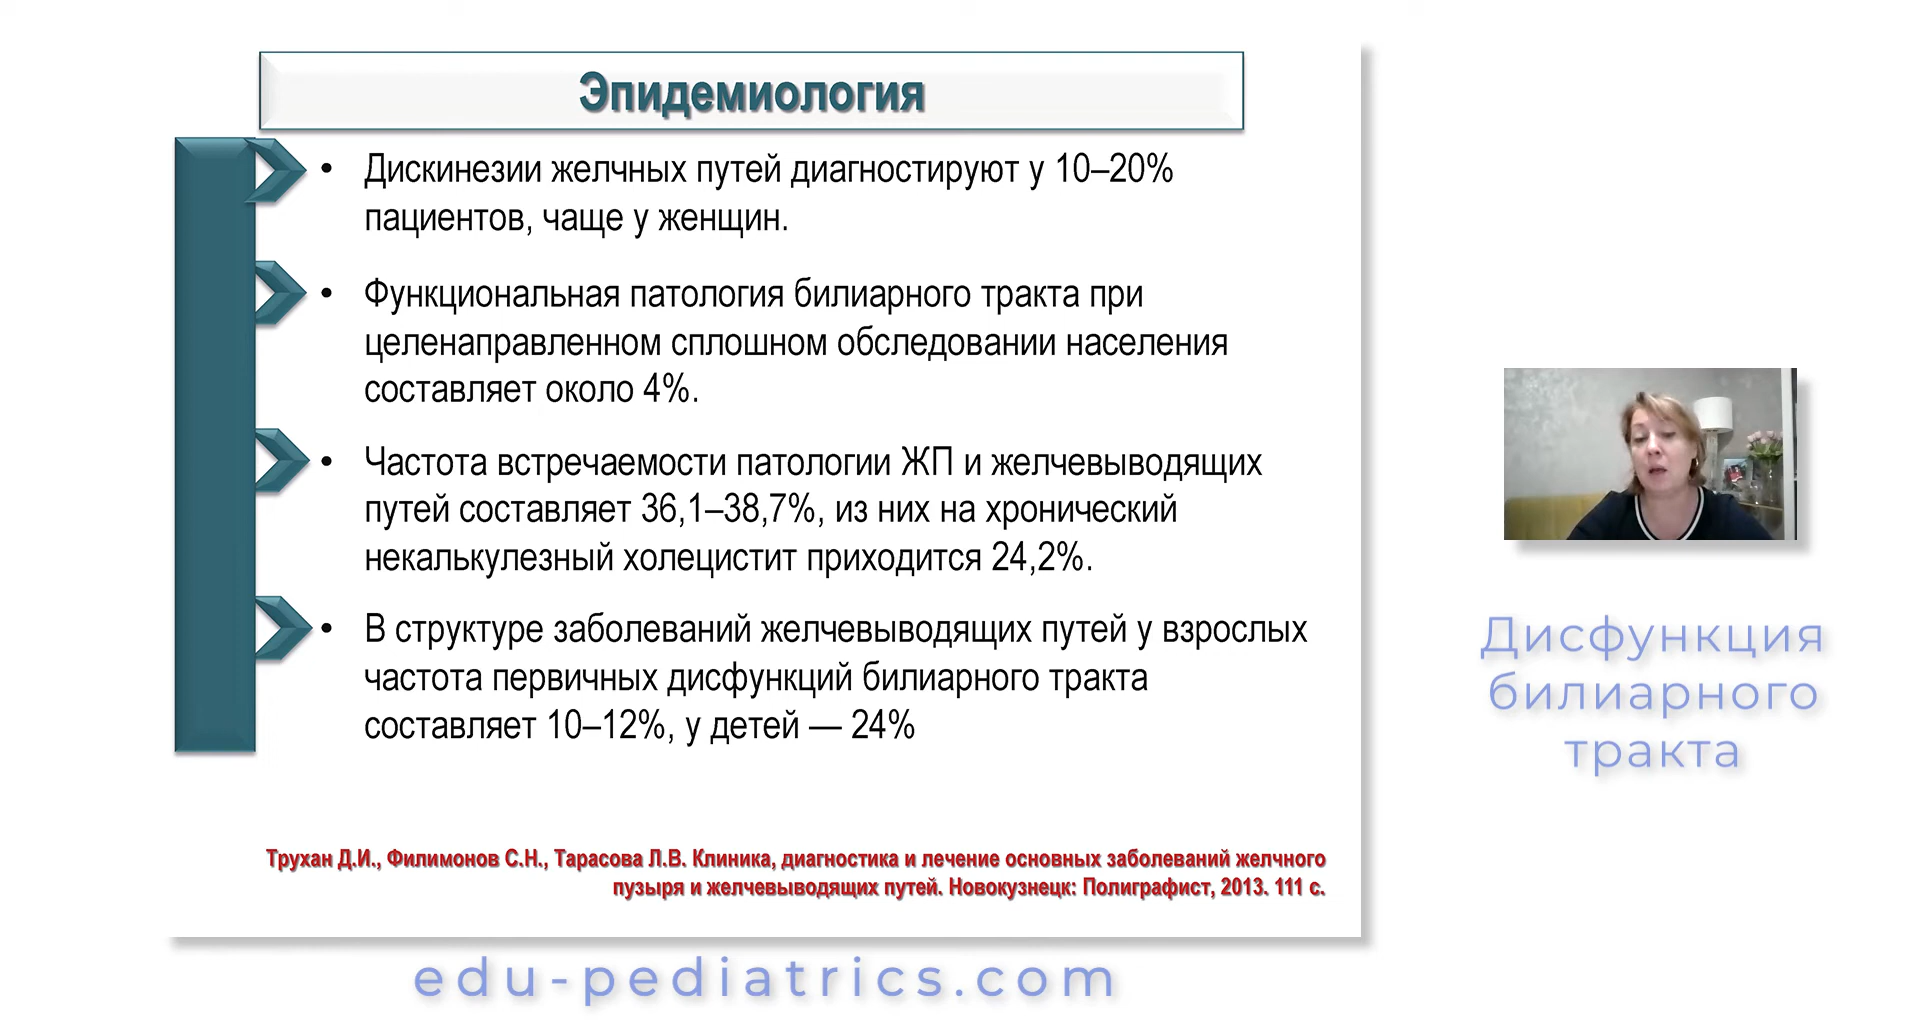 Эпидемиология
• Дискинезии желчных путей диагностируют у 10–20%
пациентов, чаще у женщин.
• Функциональная патология билиарного тракта при
целенаправленном сплошном обследовании населения
составляет около 4%.
• Частота встречаемости патологии ЖП и желчевыводящих
путей составляет 36,1–38,7%, из них на хронический
некалькулезный холецистит приходится 24,2%.
• В структуре заболеваний желчевыводящих путей у взрослых
частота первичных дисфункций билиарного тракта
составляет 10–12%, у детей — 24%
Трухан Д.И., Филимонов С.Н., Тарасова Л.В. Клиника, диагностика и лечение основных заболеваний желчного
пузыря и желчевыводящих путей. Новокузнецк: Полиграфист, 2013. 111 с.
Дисфункция
билиарного
тракта
edu-pediatrics.com